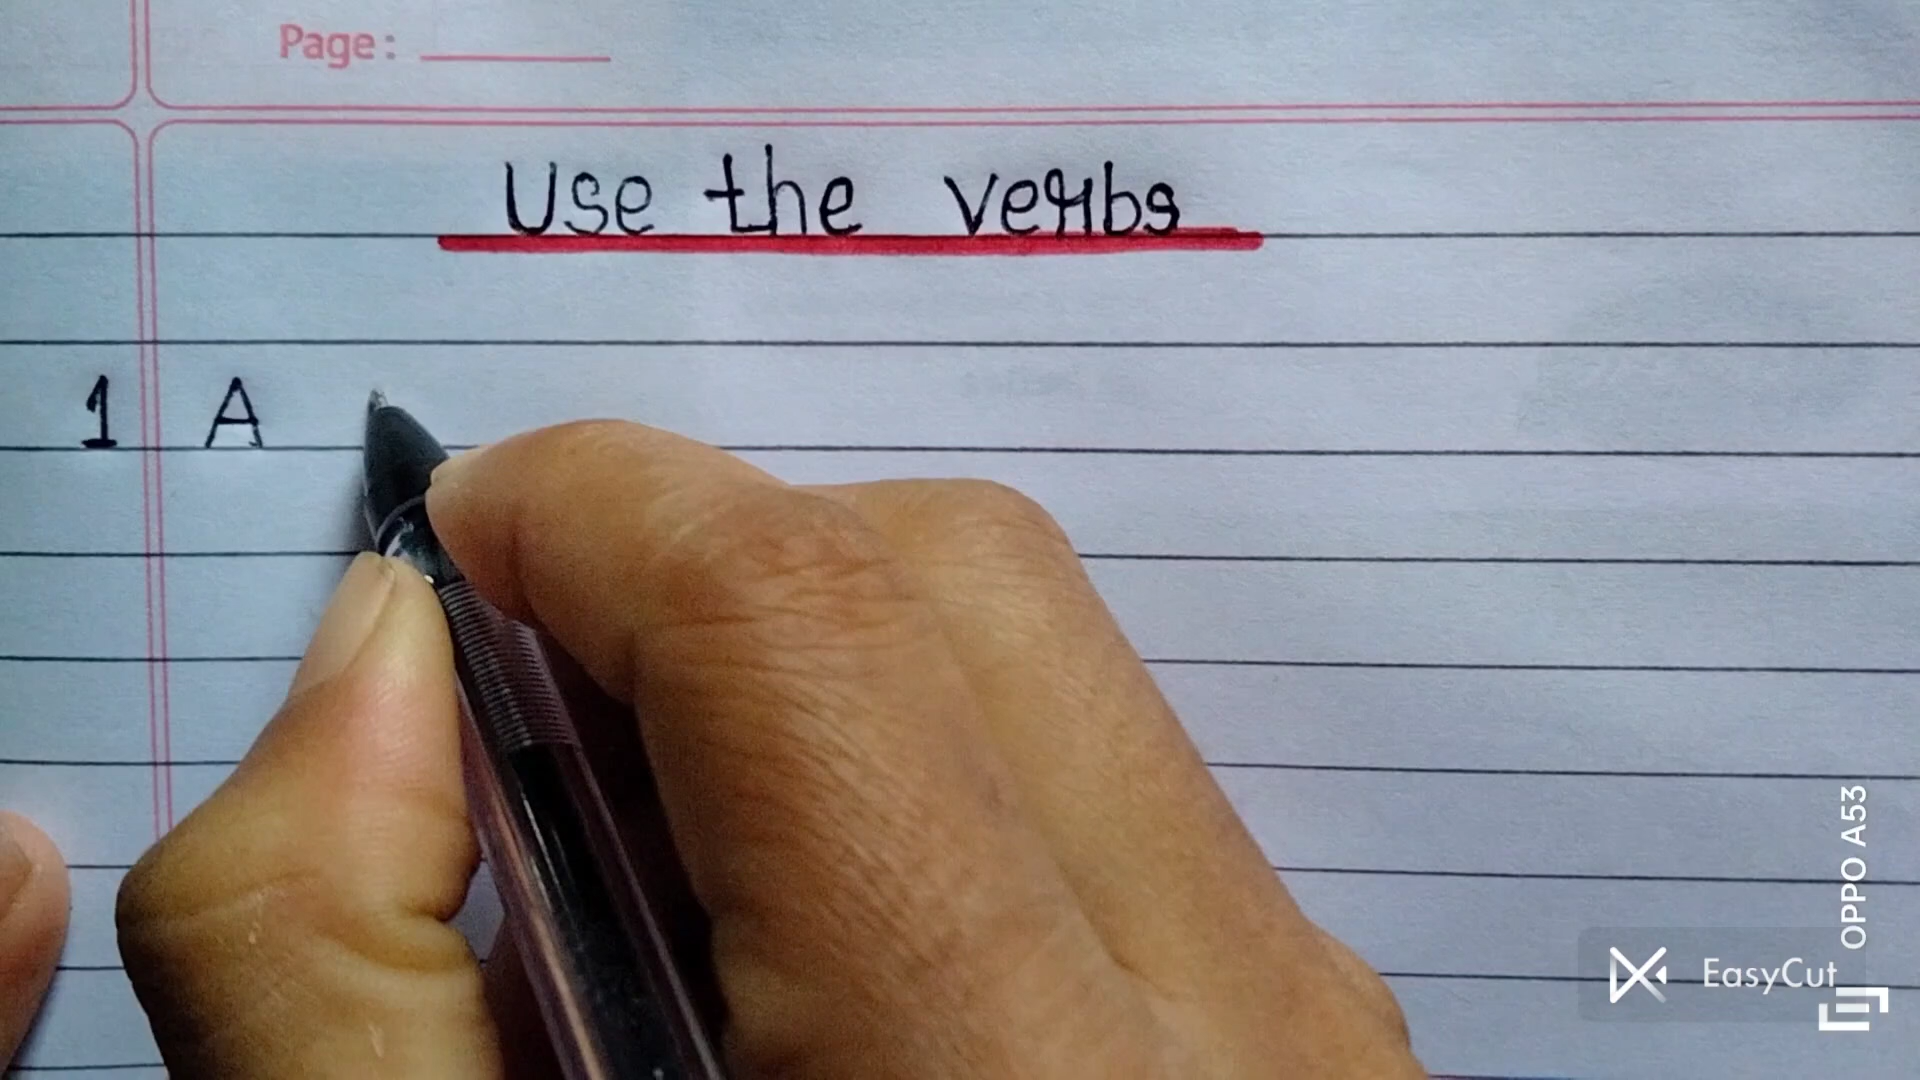 Page:
Use the verbs
1 A
OPPO A53
EasyCut